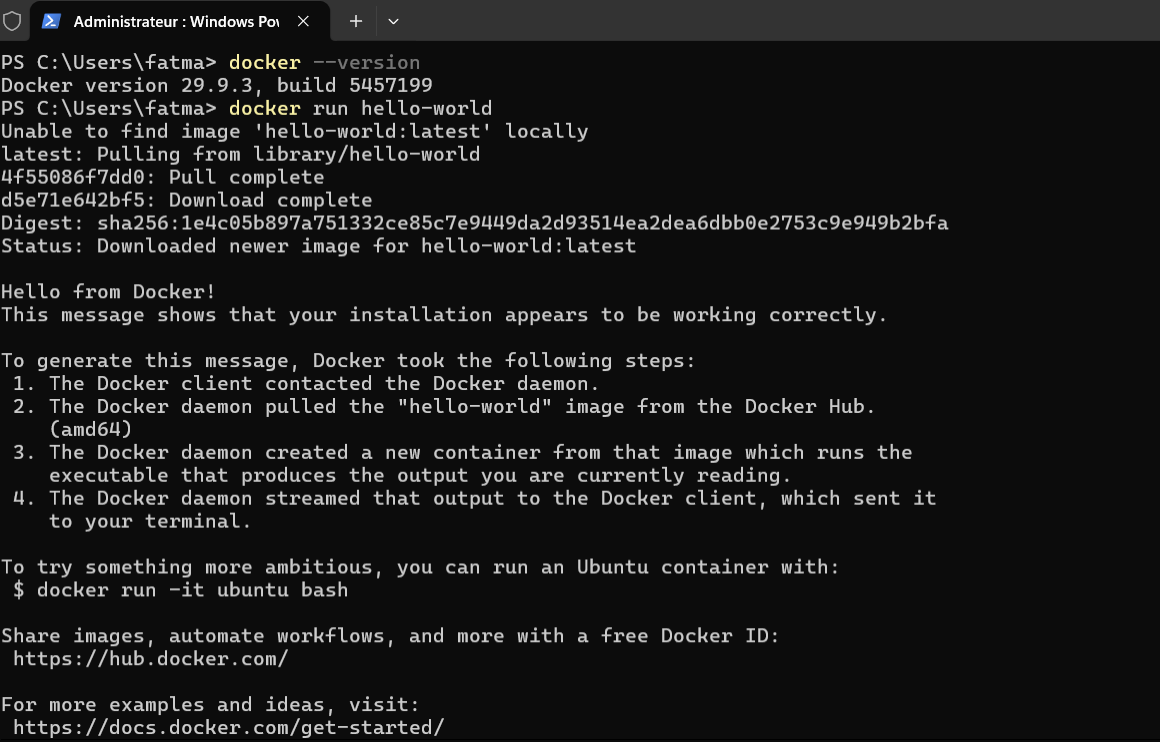 Administrateur : Windows Pow
PS C:\Users\fatma> docker --version
Docker version 29.9.3, build 5457199
PS C:\Users\fatma> docker run hello-world
Unable to find image 'hello-world:latest' locally
latest: Pulling from library/hello-world
4f55086f7dd0: Pull complete
d5e71e642bf5: Download complete
Digest: sha256:1e4c05b897a751332ce85c7e9449da2d93514ea2dea6dbb0e2753c9e949b2bfa
Status: Downloaded newer image for hello-world:latest

Hello from Docker!
This message shows that your installation appears to be working correctly.

To generate this message, Docker took the following steps:
 1. The Docker client contacted the Docker daemon.
 2. The Docker daemon pulled the "hello-world" image from the Docker Hub.
    (amd64)
 3. The Docker daemon created a new container from that image which runs the
    executable that produces the output you are currently reading.
 4. The Docker daemon streamed that output to the Docker client, which sent it
    to your terminal.

To try something more ambitious, you can run an Ubuntu container with:
 $ docker run -it ubuntu bash

Share images, automate workflows, and more with a free Docker ID:
 https://hub.docker.com/

For more examples and ideas, visit:
 https://docs.docker.com/get-started/